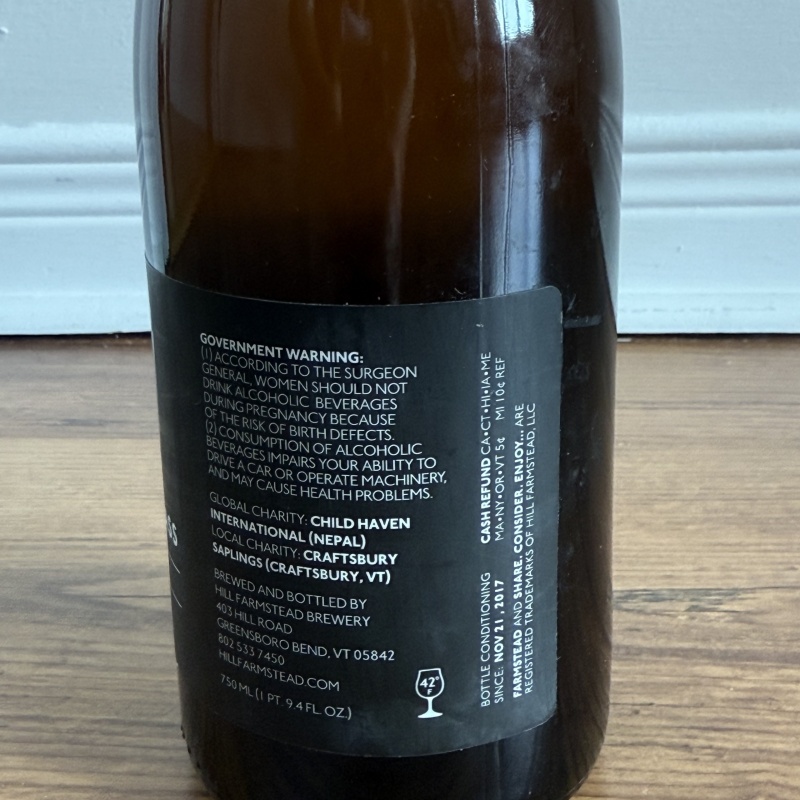 GOVERNMENT WARNING:
(1) ACCORDING TO THE SURGEON
GENERAL, WOMEN SHOULD NOT
DRINK ALCOHOLIC BEVERAGES
DURING PREGNANCY BECAUSE
OF THE RISK OF BIRTH DEFECTS.
(2) CONSUMPTION OF ALCOHOLIC
BEVERAGES IMPAIRS YOUR ABILITY TO
DRIVE A CAR OR OPERATE MACHINERY,
AND MAY CAUSE HEALTH PROBLEMS.
GLOBAL CHARITY: CHILD HAVEN
INTERNATIONAL (NEPAL)
LOCAL CHARITY: CRAFTSBURY
SAPLINGS (CRAFTSBURY, VT)
BREWED AND BOTTLED BY
HILL FARMSTEAD BREWERY
403 HILL ROAD
GREENSBORO BEND, VT 05842
802 533 7450
HILLFARMSTEAD.COM
750 ML (1 PT. 9.4 FL. OZ.)
42°
F
CASH REFUND CA•CT•HI•IA•ME
MA•NY•OR•VT 5¢ MI 10¢ REF
BOTTLE CONDITIONING
SINCE: NOV 21, 2017
FARMSTEAD AND SHARE. CONSIDER. ENJOY... ARE
REGISTERED TRADEMARKS OF HILL FARMSTEAD, LLC